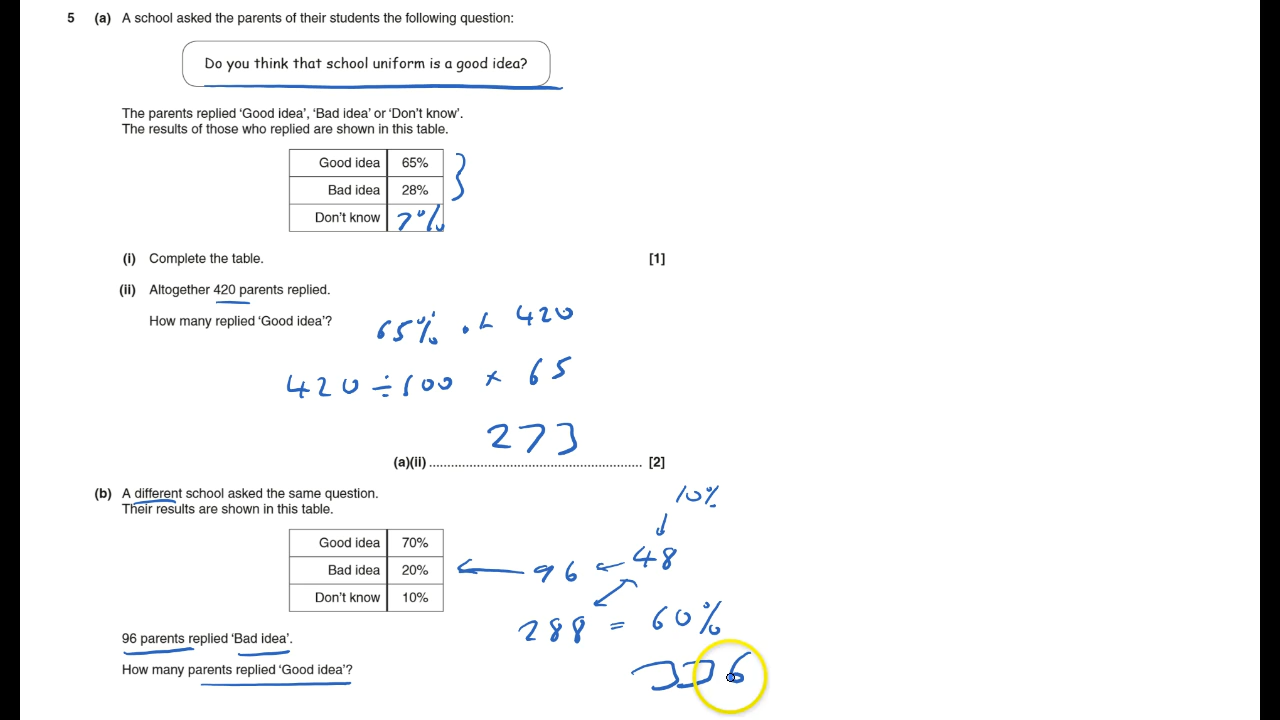 5 (a) A school asked the parents of their students the following question:
Do you think that school uniform is a good idea?
The parents replied 'Good idea', 'Bad idea' or 'Don't know'.
The results of those who replied are shown in this table.
Good idea 65%
Bad idea 28%
Don't know 7%
(i) Complete the table. [1]
(ii) Altogether 420 parents replied.
How many replied 'Good idea'?
65% of 420
420 ÷ 100 × 65
273
(a)(ii) ........................................................... [2]
(b) A different school asked the same question.
Their results are shown in this table.
10%
Good idea 70%
Bad idea 20% ← 96 ← 48
Don't know 10%
288 = 60%
96 parents replied 'Bad idea'.
How many parents replied 'Good idea'?
336